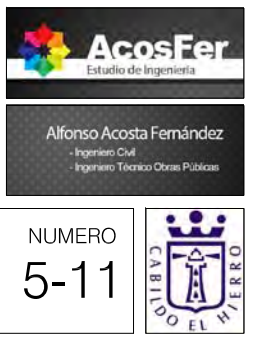 AcosFer
Estudio de Ingeniería
Alfonso Acosta Fernández
- Ingeniero Civil
- Ingeniero Técnico Obras Públicas
NUMERO
5-11
CABILDO EL HIERRO